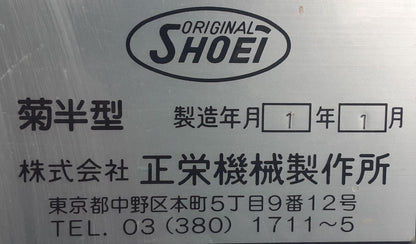 ORIGINAL
SHOEI
菊半型 製造年月 1 年 1 月
株式会社 正栄機械製作所
東京都中野区本町5丁目9番12号
TEL. 03 (380) 1711～5